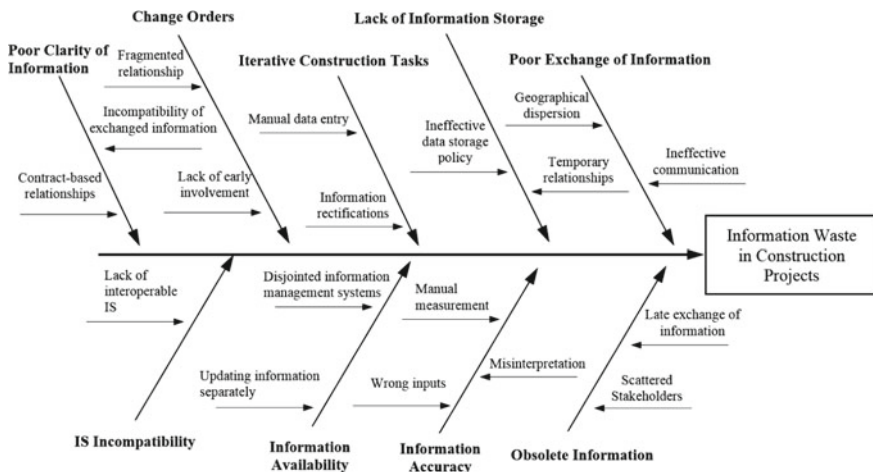 Change Orders
Lack of Information Storage
Poor Clarity of
Information
Fragmented
relationship
Iterative Construction Tasks
Poor Exchange of Information
Incompatibility of
exchanged information
Manual data entry
Geographical
dispersion
Ineffective
data storage
policy
Contract-based
relationships
Lack of early
involvement
Information
rectifications
Temporary
relationships
Ineffective
communication
Information Waste
in Construction
Projects
Lack of
interoperable
IS
Disjointed information
management systems
Manual
measurement
Late exchange of
information
Updating information
separately
Wrong inputs
Misinterpretation
Scattered
Stakeholders
IS Incompatibility
Information
Availability
Information
Accuracy
Obsolete Information